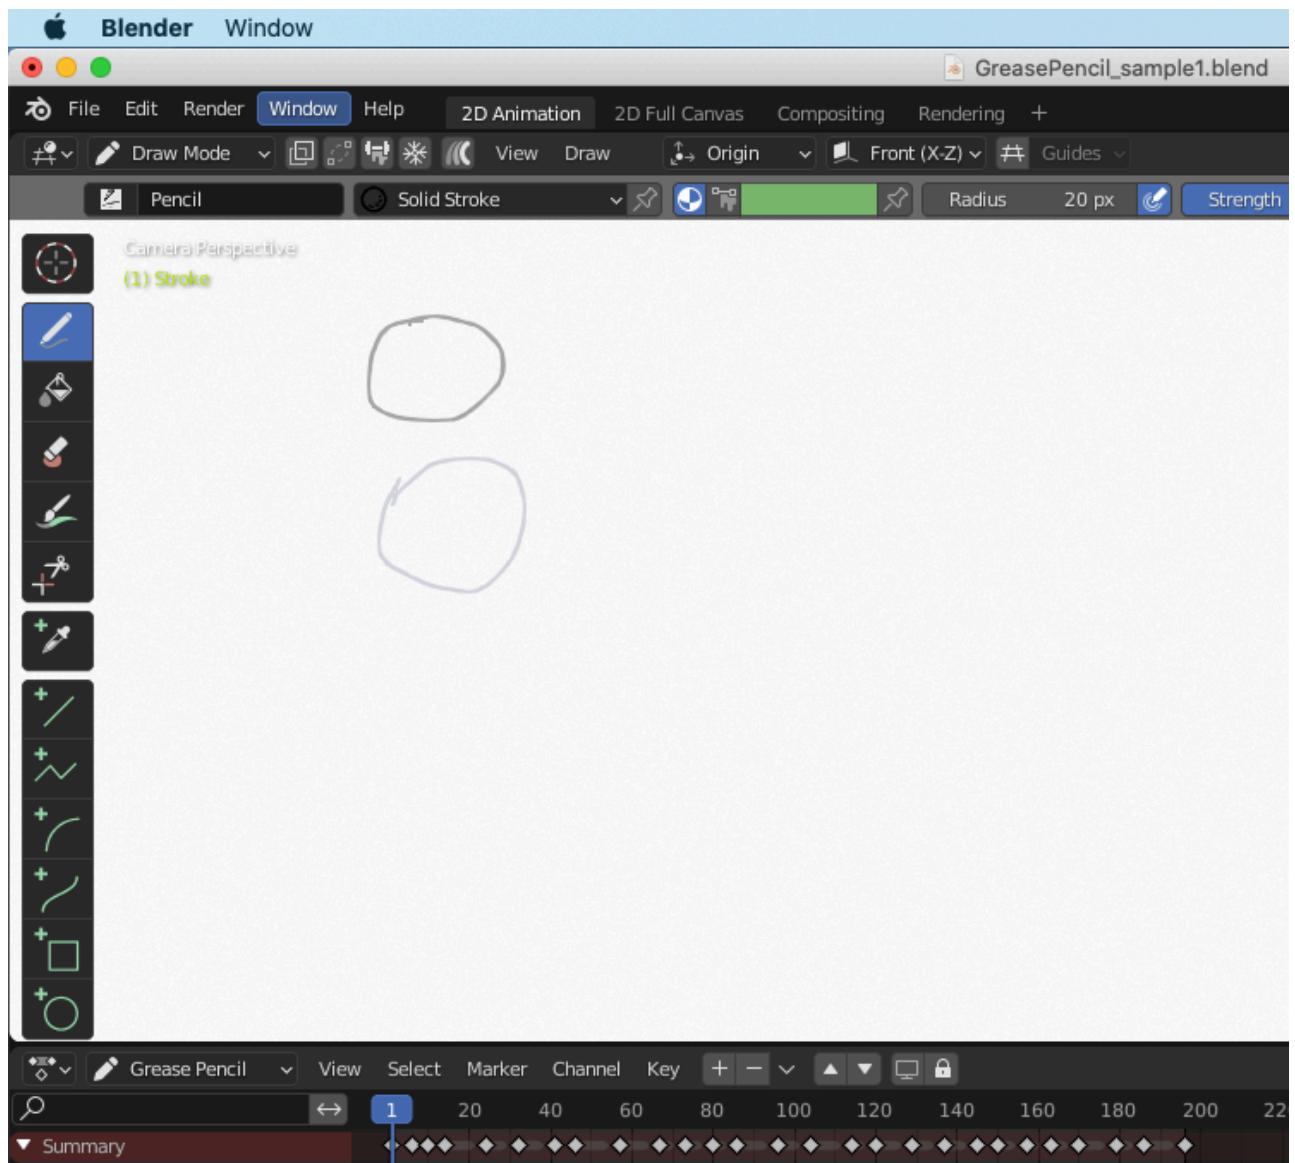 Blender Window
GreasePencil_sample1.blend
File Edit Render Window Help 2D Animation 2D Full Canvas Compositing Rendering +
Draw Mode View Draw Origin Front (X-Z) Guides
Pencil Solid Stroke Radius 20 px Strength
Camera Perspective
(1) Stroke
Grease Pencil View Select Marker Channel Key
1 20 40 60 80 100 120 140 160 180 200 22
Summary